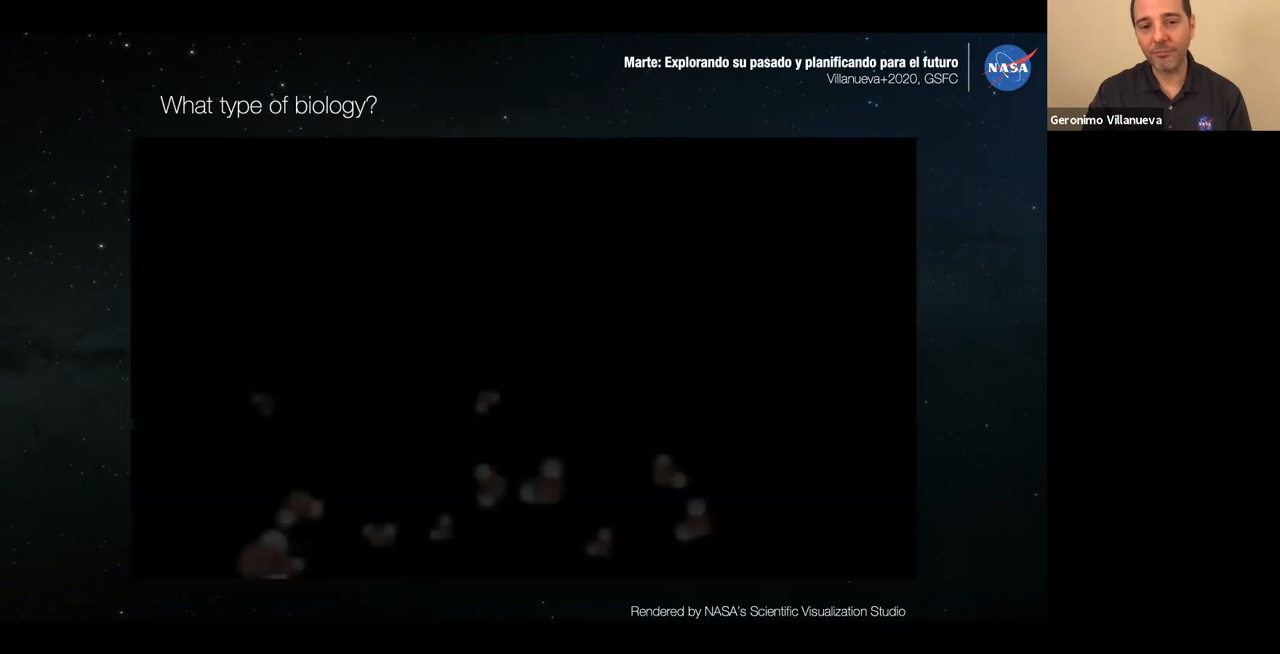 Marte: Explorando su pasado y planificando para el futuro
Villanueva+2020, GSFC
NASA
What type of biology?
Geronimo Villanueva
NASA
Rendered by NASA's Scientific Visualization Studio